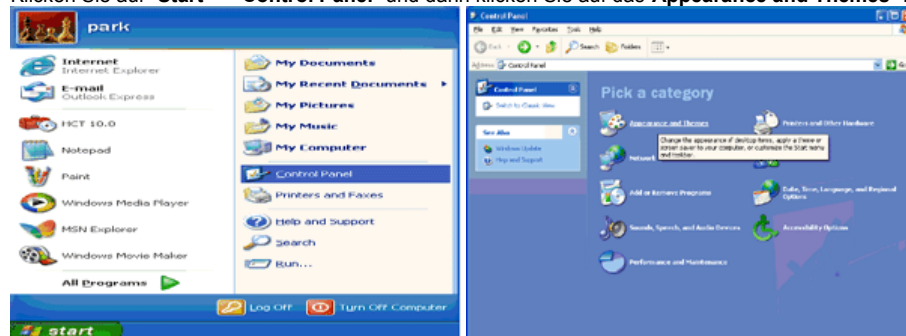 Klicken Sie auf "Start" "Control Panel" und dann klicken Sie auf das "Appearance and Themes"
park
Internet
Internet Explorer
E-mail
Outlook Express
HCT 10.0
Notepad
Paint
Windows Media Player
MSN Explorer
Windows Movie Maker
All Programs
My Documents
My Recent Documents
My Pictures
My Music
My Computer
Control Panel
Printers and Faxes
Help and Support
Search
Run...
Log Off
Turn Off Computer
start
Control Panel
File Edit View Favorites Tools Help
Back Search Folders
Address Control Panel Go
Control Panel
Switch to Classic View
See Also
Windows Update
Help and Support
Pick a category
Appearance and Themes
Printers and Other Hardware
Change the appearance of desktop items, apply a theme or
screen saver to your computer, or customize the Start menu
and taskbar.
Network
Add or Remove Programs
Date, Time, Language, and Regional
Options
Sounds, Speech, and Audio Devices
Accessibility Options
Performance and Maintenance